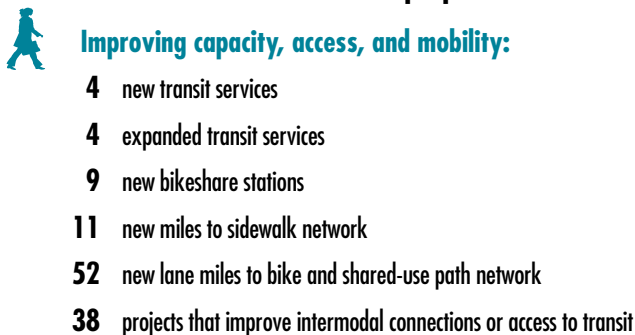 Improving capacity, access, and mobility:
4 new transit services
4 expanded transit services
9 new bikeshare stations
11 new miles to sidewalk network
52 new lane miles to bike and shared-use path network
38 projects that improve intermodal connections or access to transit